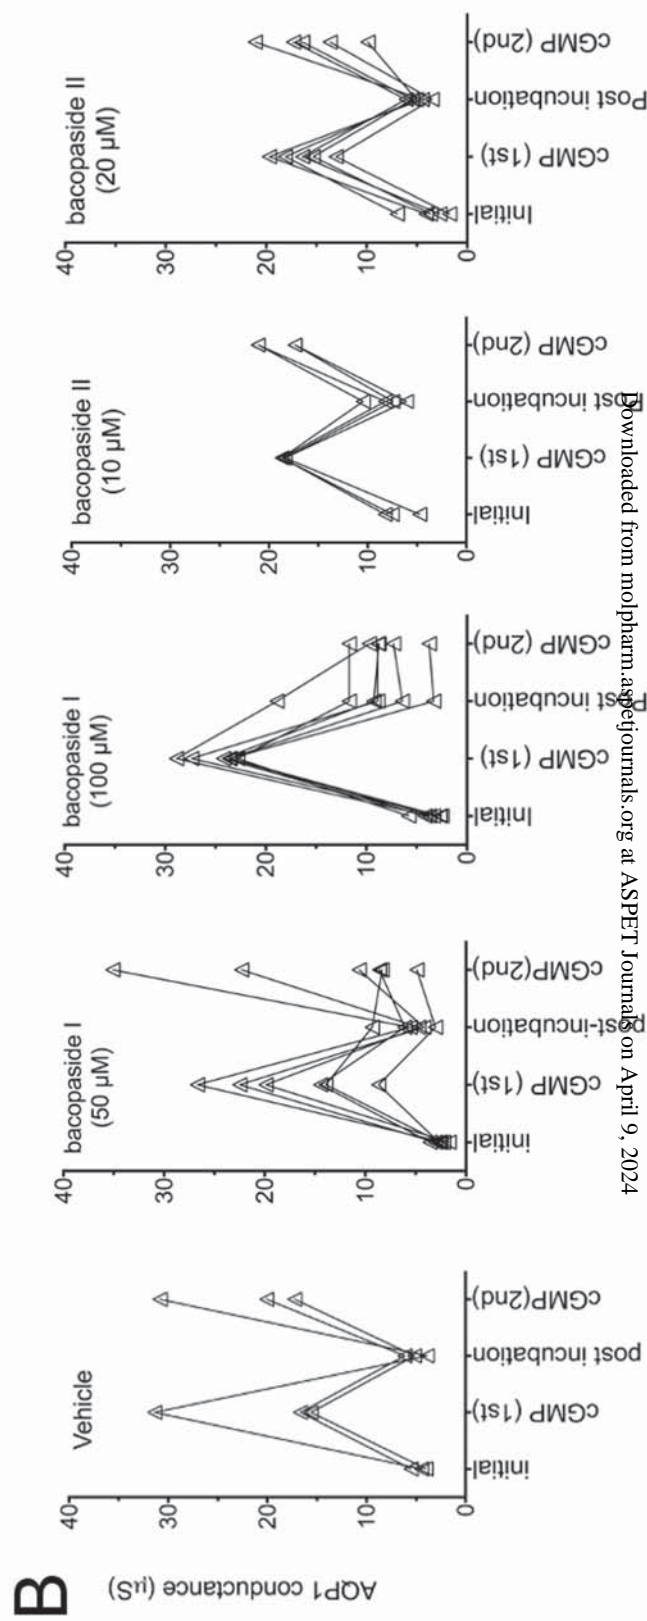 B
AQP1 conductance (µS)
Vehicle
40
30
20
10
0
initial
cGMP (1st)
post incubation
cGMP(2nd)
bacopaside I
(50 µM)
40
30
20
10
0
initial
cGMP (1st)
post-incubation
cGMP(2nd)
bacopaside I
(100 µM)
40
30
20
10
0
Initial
cGMP (1st)
Post incubation
cGMP (2nd)
bacopaside II
(10 µM)
40
30
20
10
0
Initial
cGMP (1st)
Post incubation
cGMP (2nd)
bacopaside II
(20 µM)
40
30
20
10
0
Initial
cGMP (1st)
Post incubation
cGMP (2nd)
Downloaded from molpharm.aspetjournals.org at ASPET Journals on April 9, 2024